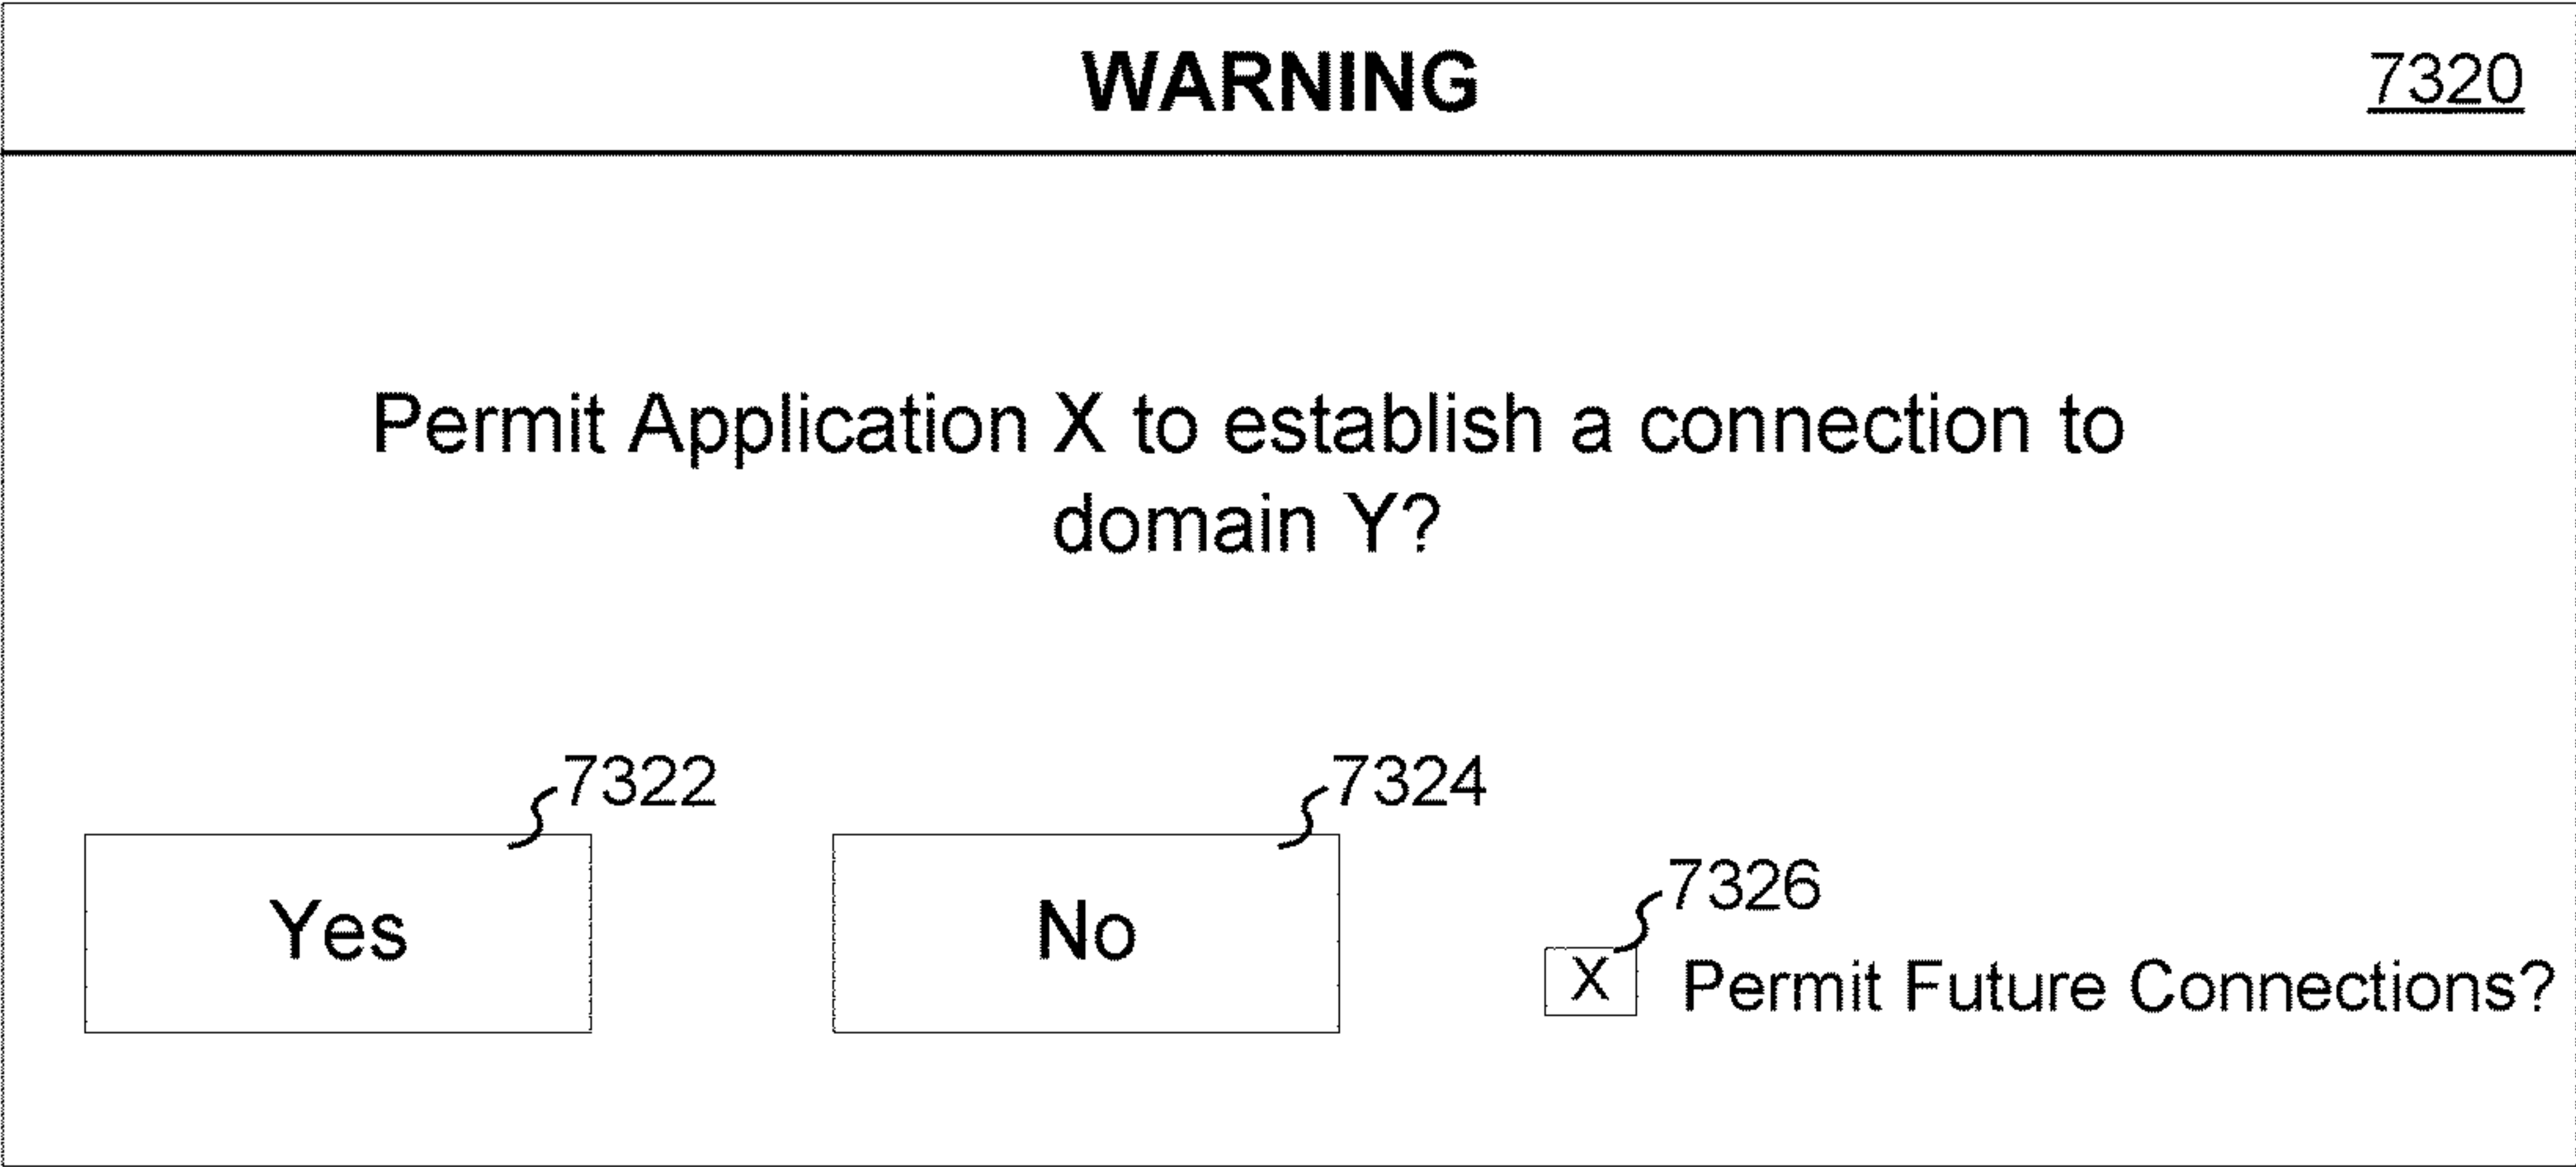 WARNING 7320
Permit Application X to establish a connection to
domain Y?
7322 7324
7326
Yes No
X Permit Future Connections?